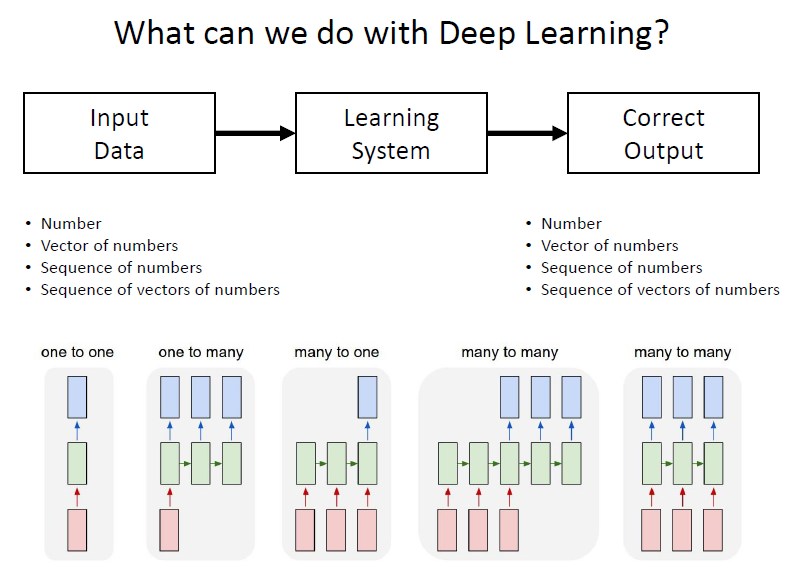 What can we do with Deep Learning?
Input
Data
Learning
System
Correct
Output
• Number
• Vector of numbers
• Sequence of numbers
• Sequence of vectors of numbers
• Number
• Vector of numbers
• Sequence of numbers
• Sequence of vectors of numbers
one to one
one to many
many to one
many to many
many to many